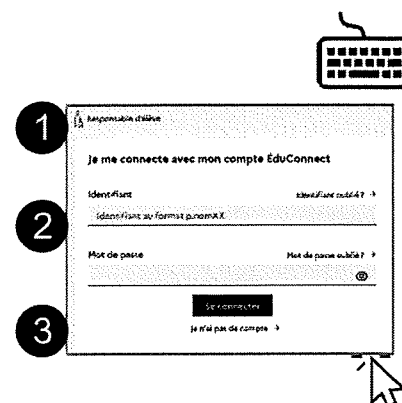 1
Responsable d'élève
Je me connecte avec mon compte ÉduConnect
Identifiant Identifiant oublié ? →
2
Identifiant au format p.nomXX
Mot de passe Mot de passe oublié ? →
Se connecter
3
Je n'ai pas de compte →